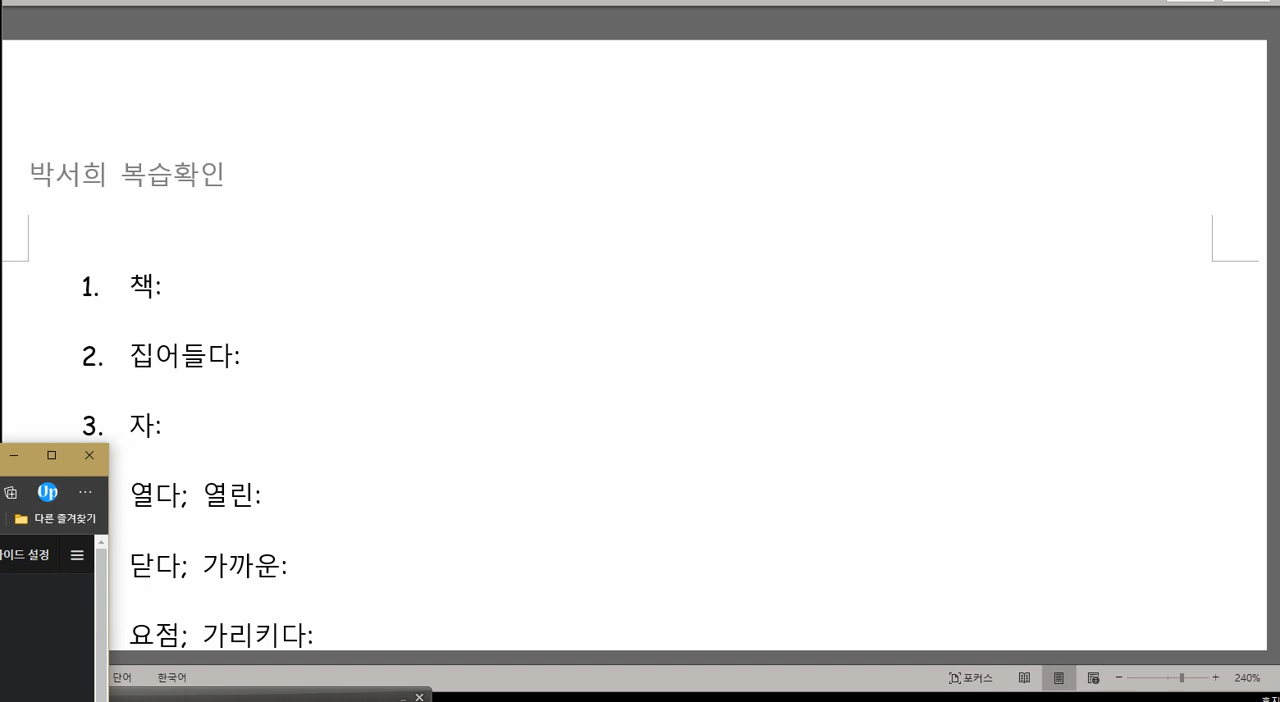 박서희 복습확인
1. 책:
2. 집어들다:
3. 자:
열다; 열린:
닫다; 가까운:
요점; 가리키다:
Up
다른 즐겨찾기
이드 설정
단어 한국어
포커스
240%